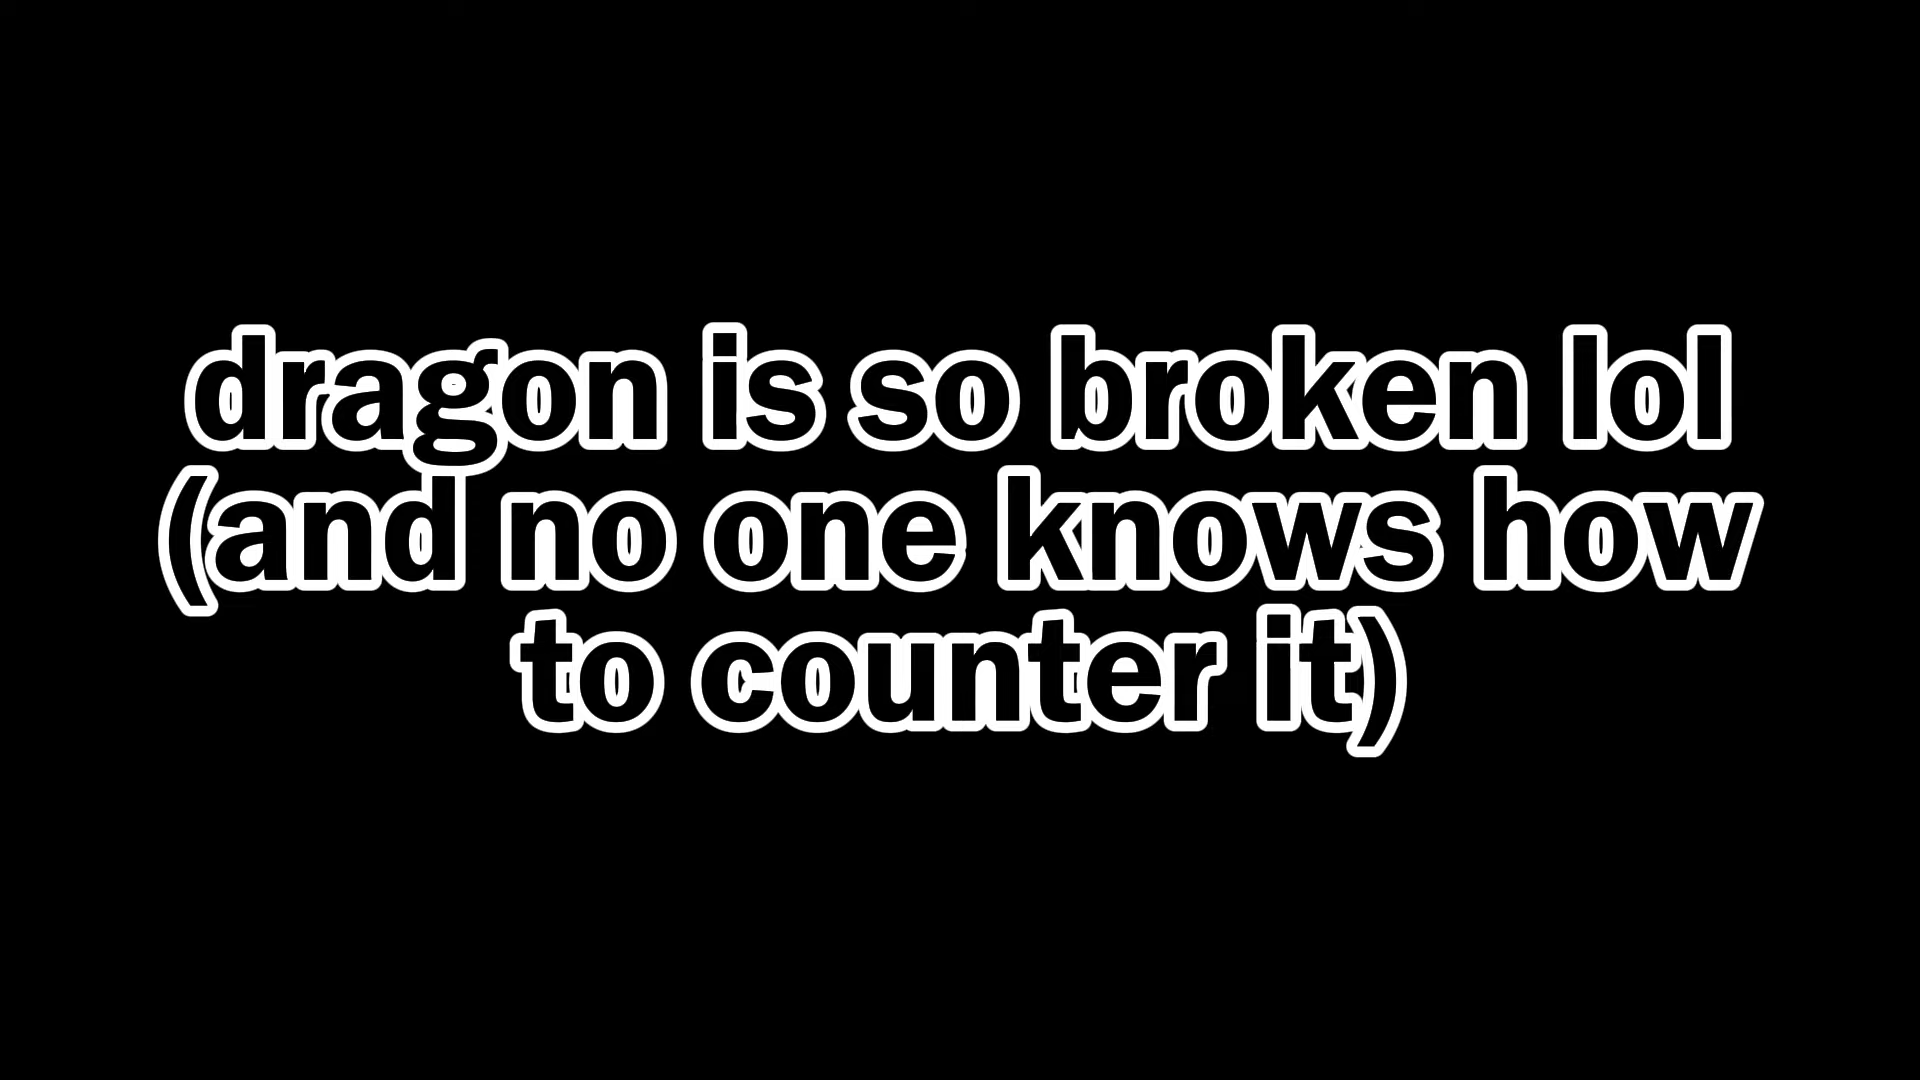 dragon is so broken lol
(and no one knows how
to counter it)